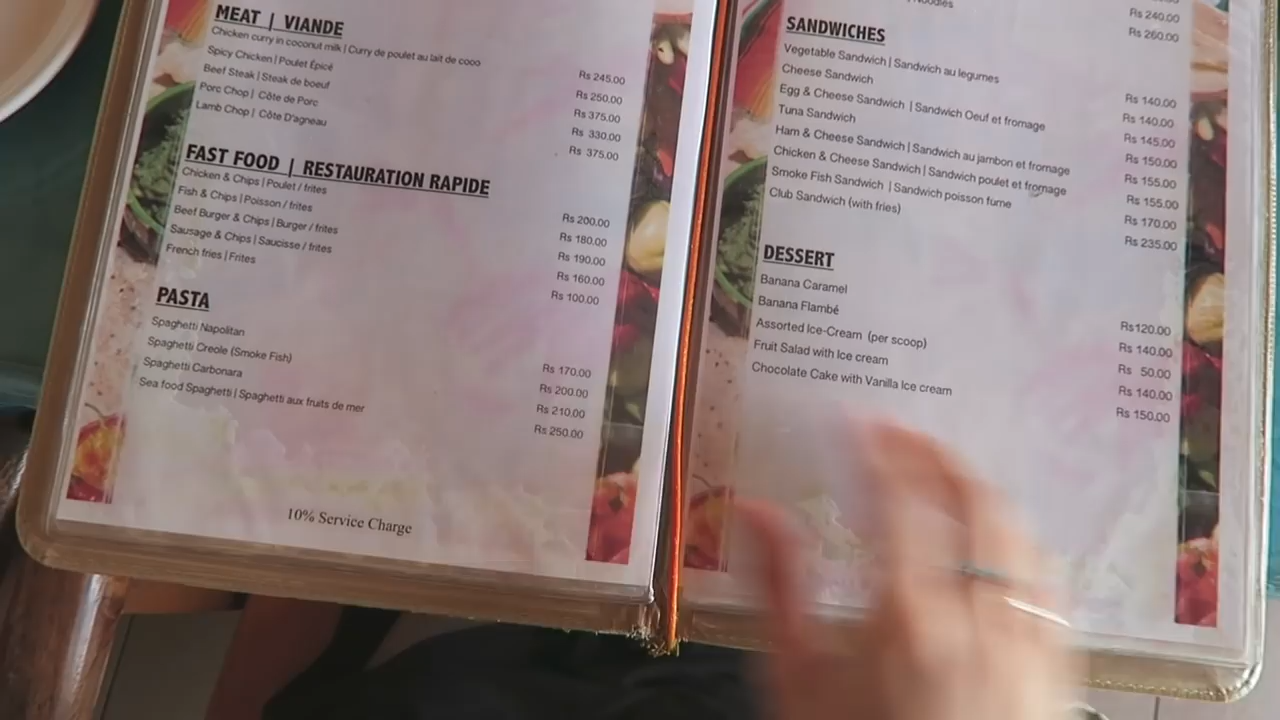 MEAT | VIANDE
Chicken curry in coconut milk | Curry de poulet au lait de coco Rs 245.00
Spicy Chicken | Poulet Épicé Rs 250.00
Beef Steak | Steak de boeuf Rs 375.00
Porc Chop | Côte de Porc Rs 330.00
Lamb Chop | Côte D'agneau Rs 375.00
FAST FOOD | RESTAURATION RAPIDE
Chicken & Chips | Poulet / frites Rs 200.00
Fish & Chips | Poisson / frites Rs 180.00
Beef Burger & Chips | Burger / frites Rs 190.00
Sausage & Chips | Saucisse / frites Rs 160.00
French fries | Frites Rs 100.00
PASTA
Spaghetti Napolitan Rs 170.00
Spaghetti Creole (Smoke Fish) Rs 200.00
Spaghetti Carbonara Rs 210.00
Sea food Spaghetti | Spaghetti aux fruits de mer Rs 250.00
10% Service Charge
Noodles Rs 240.00
Rs 260.00
SANDWICHES
Vegetable Sandwich | Sandwich au legumes Rs 140.00
Cheese Sandwich Rs 140.00
Egg & Cheese Sandwich | Sandwich Oeuf et fromage Rs 145.00
Tuna Sandwich Rs 150.00
Ham & Cheese Sandwich | Sandwich au jambon et fromage Rs 155.00
Chicken & Cheese Sandwich | Sandwich poulet et fromage Rs 155.00
Smoke Fish Sandwich | Sandwich poisson fume Rs 170.00
Club Sandwich (with fries) Rs 235.00
DESSERT
Banana Caramel Rs120.00
Banana Flambé Rs 140.00
Assorted Ice-Cream (per scoop) Rs 50.00
Fruit Salad with Ice cream Rs 140.00
Chocolate Cake with Vanilla Ice cream Rs 150.00